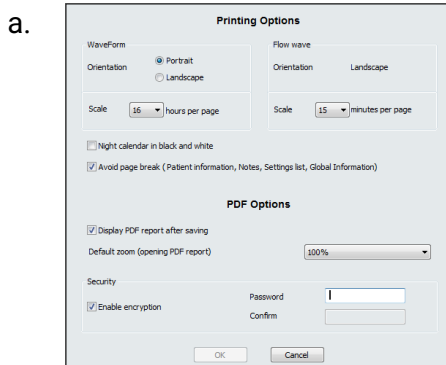 a.
Printing Options
WaveForm
Orientation
Portrait
Landscape
Scale 16 hours per page
Flow wave
Orientation Landscape
Scale 15 minutes per page
Night calendar in black and white
Avoid page break ( Patient information, Notes, Settings list, Global Information)
PDF Options
Display PDF report after saving
Default zoom (opening PDF report) 100%
Security
Enable encryption
Password
Confirm
OK Cancel